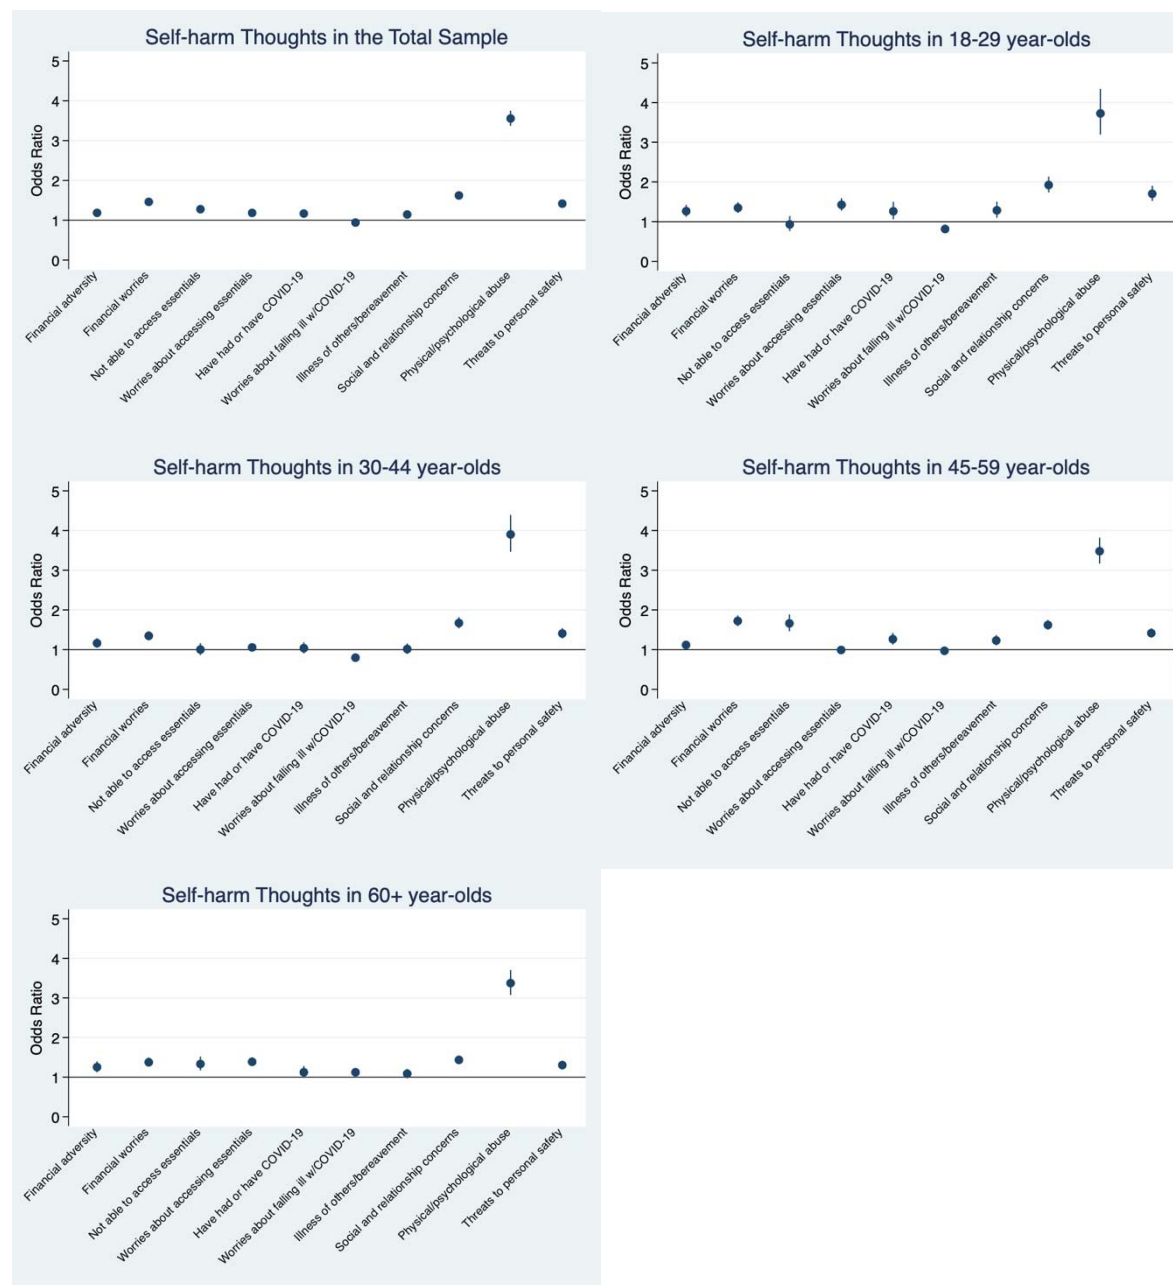 Self-harm Thoughts in the Total Sample
5
4
3
2
1
0
Odds Ratio
Financial adversity
Financial worries
Not able to access essentials
Worries about accessing essentials
Have had or have COVID-19
Worries about falling ill w/COVID-19
Illness of others/bereavement
Social and relationship concerns
Physical/psychological abuse
Threats to personal safety
Self-harm Thoughts in 18-29 year-olds
5
4
3
2
1
0
Odds Ratio
Financial adversity
Financial worries
Not able to access essentials
Worries about accessing essentials
Have had or have COVID-19
Worries about falling ill w/COVID-19
Illness of others/bereavement
Social and relationship concerns
Physical/psychological abuse
Threats to personal safety
Self-harm Thoughts in 30-44 year-olds
5
4
3
2
1
0
Odds Ratio
Financial adversity
Financial worries
Not able to access essentials
Worries about accessing essentials
Have had or have COVID-19
Worries about falling ill w/COVID-19
Illness of others/bereavement
Social and relationship concerns
Physical/psychological abuse
Threats to personal safety
Self-harm Thoughts in 45-59 year-olds
5
4
3
2
1
0
Odds Ratio
Financial adversity
Financial worries
Not able to access essentials
Worries about accessing essentials
Have had or have COVID-19
Worries about falling ill w/COVID-19
Illness of others/bereavement
Social and relationship concerns
Physical/psychological abuse
Threats to personal safety
Self-harm Thoughts in 60+ year-olds
5
4
3
2
1
0
Odds Ratio
Financial adversity
Financial worries
Not able to access essentials
Worries about accessing essentials
Have had or have COVID-19
Worries about falling ill w/COVID-19
Illness of others/bereavement
Social and relationship concerns
Physical/psychological abuse
Threats to personal safety